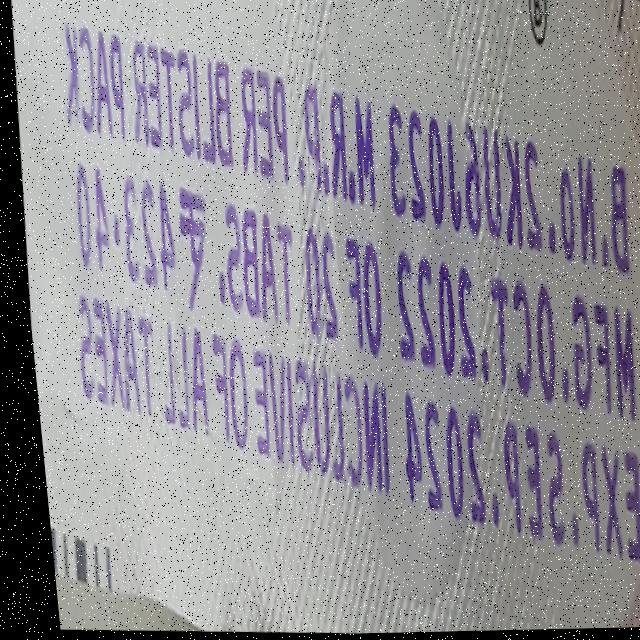 B.No.2KU6J023 M.R.P. PER BLISTER PACK
MFG.OCT.2022 OF 20 TABS. ₹ 423.40
EXP.SEP.2024 INCLUSIVE OF ALL TAXES